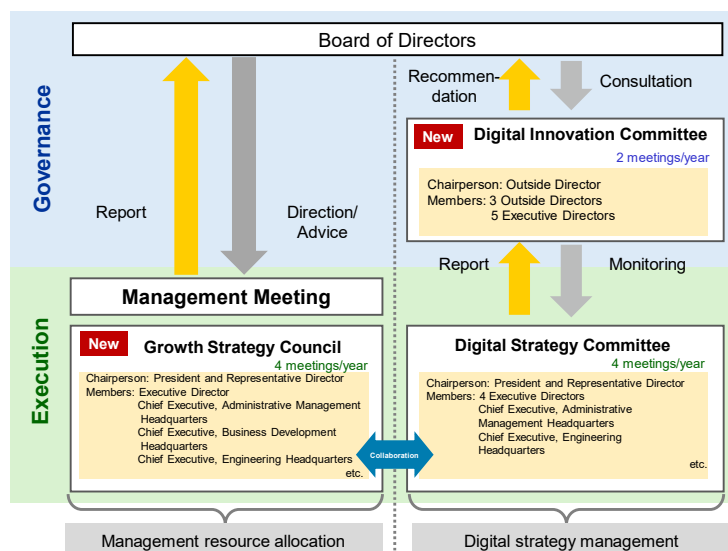 Board of Directors
Governance
Execution
Report
Direction/
Advice
Recommen-
dation
Consultation
New
Digital Innovation Committee
2 meetings/year
Chairperson: Outside Director
Members: 3 Outside Directors
5 Executive Directors
Report
Monitoring
Management Meeting
New
Growth Strategy Council
4 meetings/year
Chairperson: President and Representative Director
Members: Executive Director
Chief Executive, Administrative Management
Headquarters
Chief Executive, Business Development
Headquarters
Chief Executive, Engineering Headquarters
etc.
Collaboration
Digital Strategy Committee
4 meetings/year
Chairperson: President and Representative Director
Members: 4 Executive Directors
Chief Executive, Administrative
Management Headquarters
Chief Executive, Engineering
Headquarters
etc.
Management resource allocation
Digital strategy management